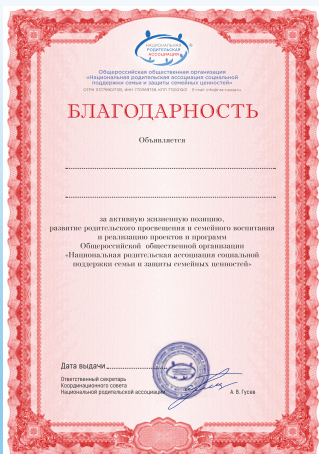 НАЦИОНАЛЬНАЯ
РОДИТЕЛЬСКАЯ
АССОЦИАЦИЯ
Общероссийская общественная организация
«Национальная родительская ассоциация социальной
поддержки семьи и защиты семейных ценностей»
БЛАГОДАРНОСТЬ
Объявляется
за активную жизненную позицию,
развитие родительского просвещения и семейного воспитания
и реализацию проектов и программ
Общероссийской общественной организации
«Национальная родительская ассоциация социальной
поддержки семьи и защиты семейных ценностей»
Дата выдачи
Ответственный секретарь
Координационного совета
Национальной родительской ассоциации
А. В. Гусев